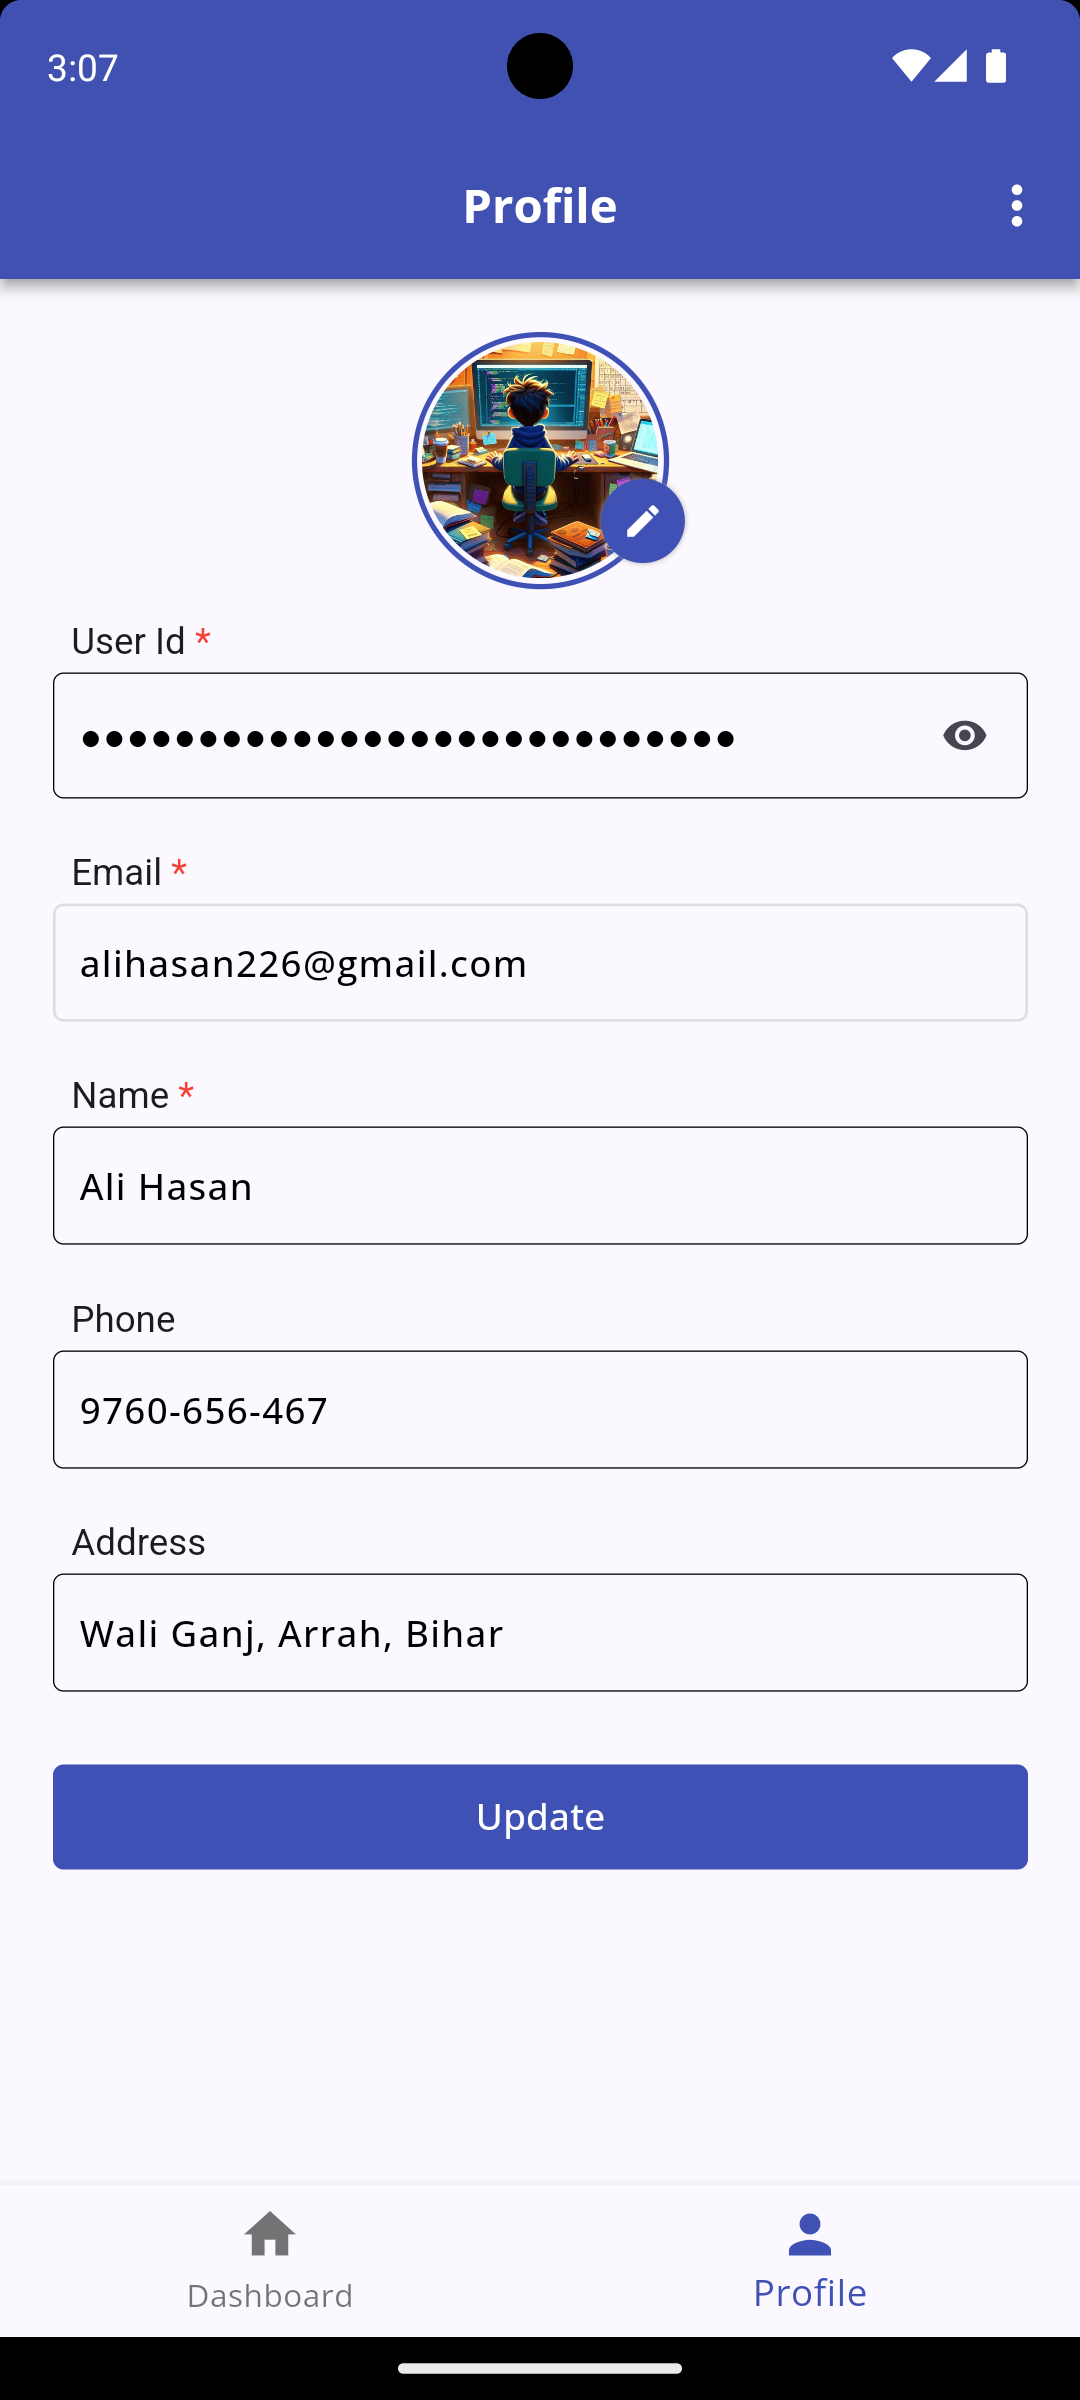 3:07
Profile
User Id *
••••••••••••••••••••••••••••
Email *
alihasan226@gmail.com
Name *
Ali Hasan
Phone
9760-656-467
Address
Wali Ganj, Arrah, Bihar
Update
Dashboard
Profile